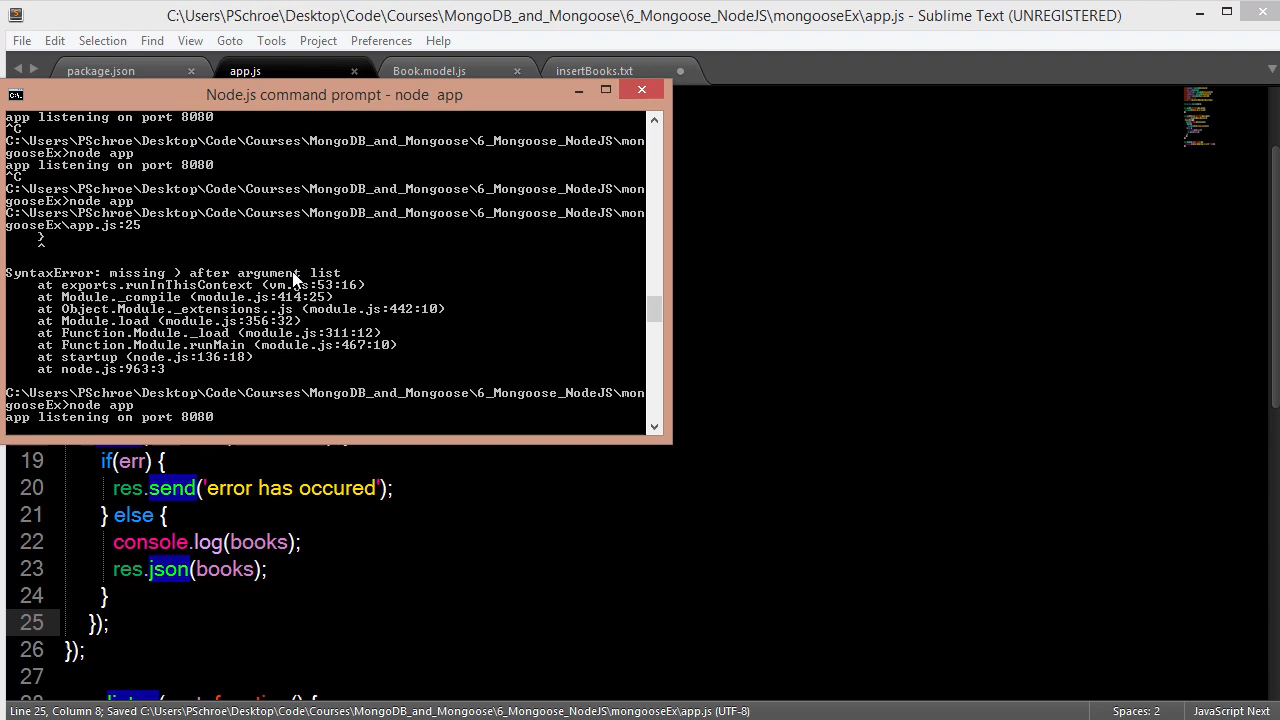 C:\Users\PSchroe\Desktop\Code\Courses\MongoDB_and_Mongoose\6_Mongoose_NodeJS\mongooseEx\app.js - Sublime Text (UNREGISTERED)
File Edit Selection Find View Goto Tools Project Preferences Help
package.json app.js Book.model.js insertBooks.txt
Node.js command prompt - node app
app listening on port 8080
^C
C:\Users\PSchroe\Desktop\Code\Courses\MongoDB_and_Mongoose\6_Mongoose_NodeJS\mon
gooseEx>node app
app listening on port 8080
^C
C:\Users\PSchroe\Desktop\Code\Courses\MongoDB_and_Mongoose\6_Mongoose_NodeJS\mon
gooseEx>node app
C:\Users\PSchroe\Desktop\Code\Courses\MongoDB_and_Mongoose\6_Mongoose_NodeJS\mon
gooseEx\app.js:25
}
^
SyntaxError: missing ) after argument list
at exports.runInThisContext (vm.js:53:16)
at Module._compile (module.js:414:25)
at Object.Module._extensions..js (module.js:442:10)
at Module.load (module.js:356:32)
at Function.Module._load (module.js:311:12)
at Function.Module.runMain (module.js:467:10)
at startup (node.js:136:18)
at node.js:963:3
C:\Users\PSchroe\Desktop\Code\Courses\MongoDB_and_Mongoose\6_Mongoose_NodeJS\mon
gooseEx>node app
app listening on port 8080
19 if(err) {
20 res.send('error has occured');
21 } else {
22 console.log(books);
23 res.json(books);
24 }
25 });
26 });
27
Line 25, Column 8; Saved C:\Users\PSchroe\Desktop\Code\Courses\MongoDB_and_Mongoose\6_Mongoose_NodeJS\mongooseEx\app.js (UTF-8) Spaces: 2 JavaScript Next